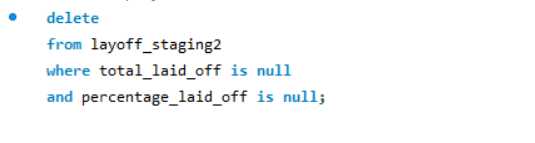 delete
from layoff_staging2
where total_laid_off is null
and percentage_laid_off is null;